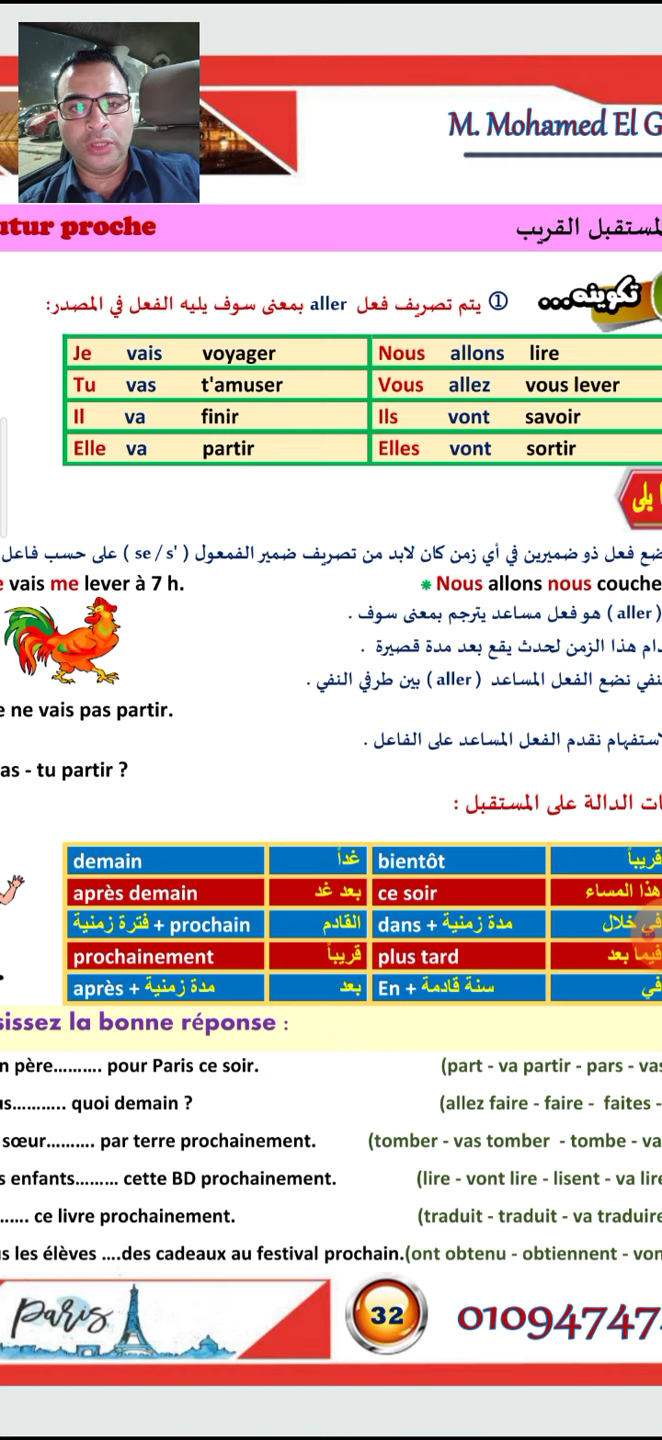 M. Mohamed El G
utur proche
لمستقبل القريب
تكوينه...
① يتم تصريف فعل aller بمعنى سوف يليه الفعل في المصدر:
Je vais voyager Nous allons lire
Tu vas t'amuser Vous allez vous lever
Il va finir Ils vont savoir
Elle va partir Elles vont sortir
ا يلى
ضع فعل ذو ضميرين في أي زمن كان لابد من تصريف ضمير الفمعول ( se / s' ) على حسب فاعل
e vais me lever à 7 h. * Nous allons nous couche
( aller ) هو فعل مساعد يترجم بمعنى سوف .
دام هذا الزمن لحدث يقع بعد مدة قصيرة .
نفي نضع الفعل المساعد ( aller ) بين طرفي النفي .
e ne vais pas partir.
لاستفهام نقدم الفعل المساعد على الفاعل .
as - tu partir ?
ات الدالة على المستقبل :
demain غداً bientôt قريباً
après demain بعد غد ce soir هذا المساء
فترة زمنية + prochain القادم dans + مدة زمنية في خلال
prochainement قريباً plus tard فيما بعد
après + مدة زمنية بعد En + سنة قادمة في
sissez la bonne réponse :
n père.......... pour Paris ce soir. (part - va partir - pars - vas
us........... quoi demain ? (allez faire - faire - faites -
sœur.......... par terre prochainement. (tomber - vas tomber - tombe - va
s enfants......... cette BD prochainement. (lire - vont lire - lisent - va lire
....... ce livre prochainement. (traduit - traduit - va traduire
us les élèves ....des cadeaux au festival prochain.(ont obtenu - obtiennent - von
Paris
32
01094747